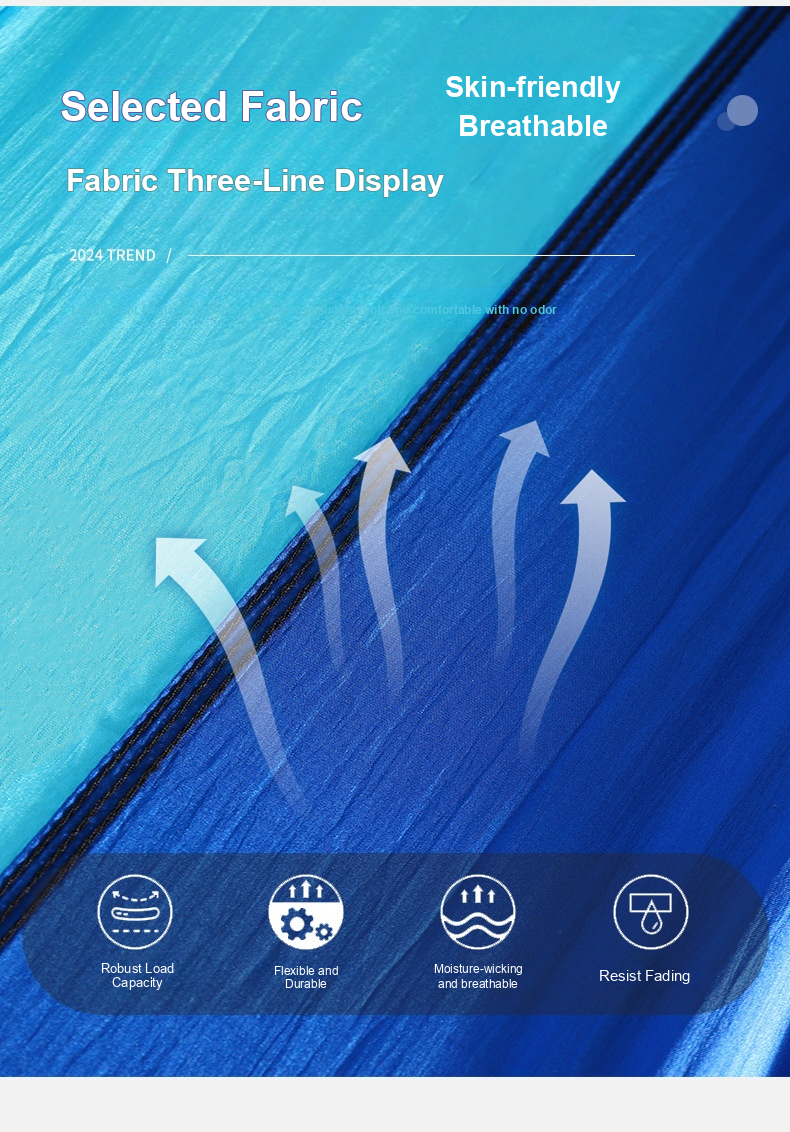 Selected Fabric
Skin-friendly
Breathable
Fabric Three-Line Display
2024 TREND /
comfortable with no odor
Robust Load
Capacity
Flexible and
Durable
Moisture-wicking
and breathable
Resist Fading